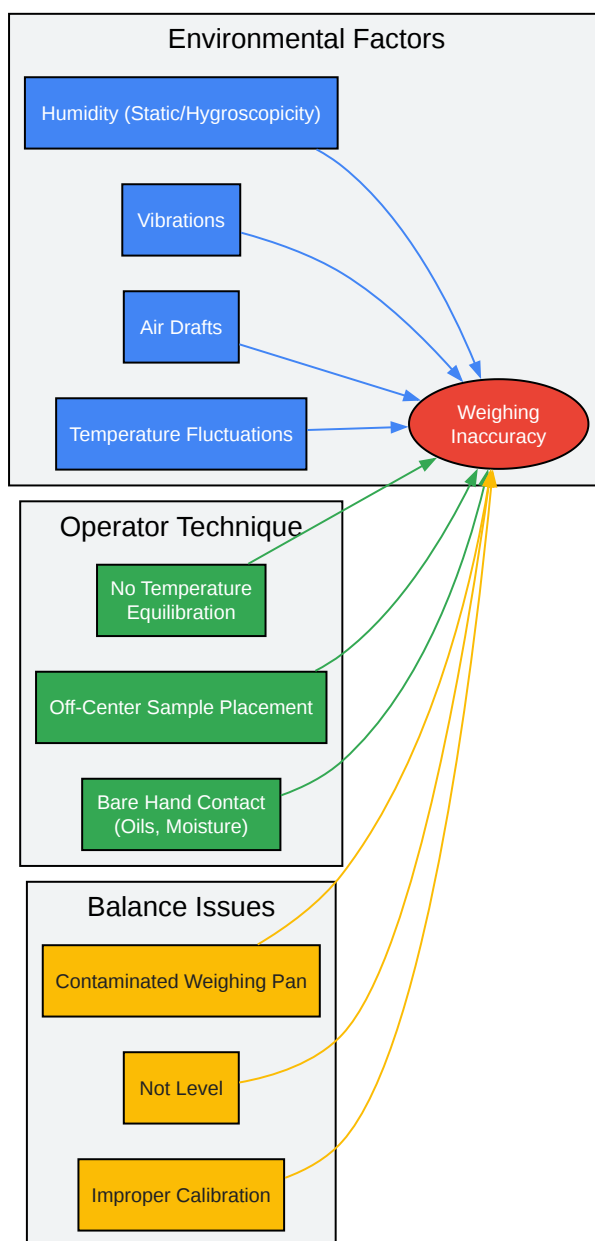 Environmental Factors
Humidity (Static/Hygroscopicity)
Vibrations
Air Drafts
Temperature Fluctuations
Weighing
Inaccuracy
Operator Technique
No Temperature
Equilibration
Off-Center Sample Placement
Bare Hand Contact
(Oils, Moisture)
Balance Issues
Contaminated Weighing Pan
Not Level
Improper Calibration